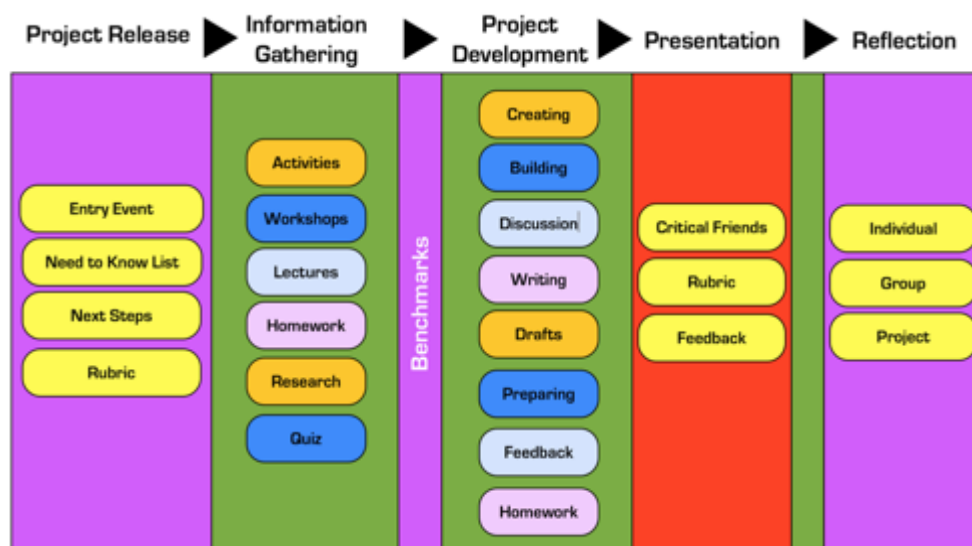 Project Release
Information
Gathering
Project
Development
Presentation
Reflection
Entry Event
Need to Know List
Next Steps
Rubric
Activities
Workshops
Lectures
Homework
Research
Quiz
Benchmarks
Creating
Building
Discussion
Writing
Drafts
Preparing
Feedback
Homework
Critical Friends
Rubric
Feedback
Individual
Group
Project